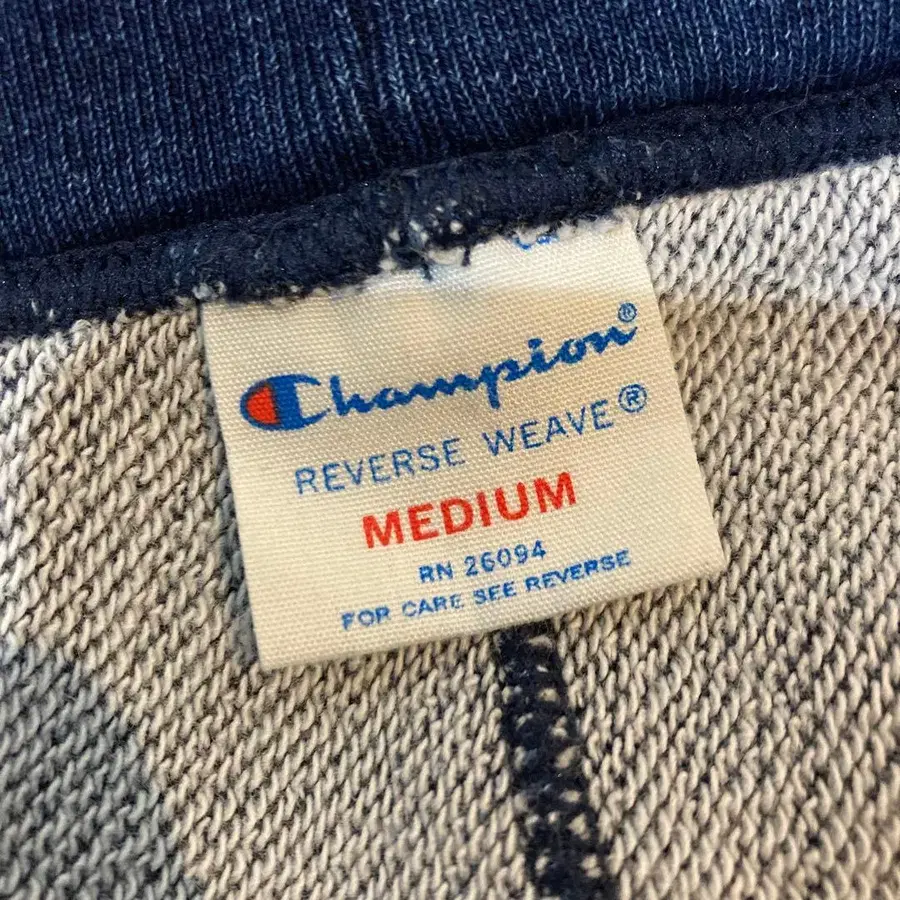 Champion®
REVERSE WEAVE®
MEDIUM
RN 26094
FOR CARE SEE REVERSE